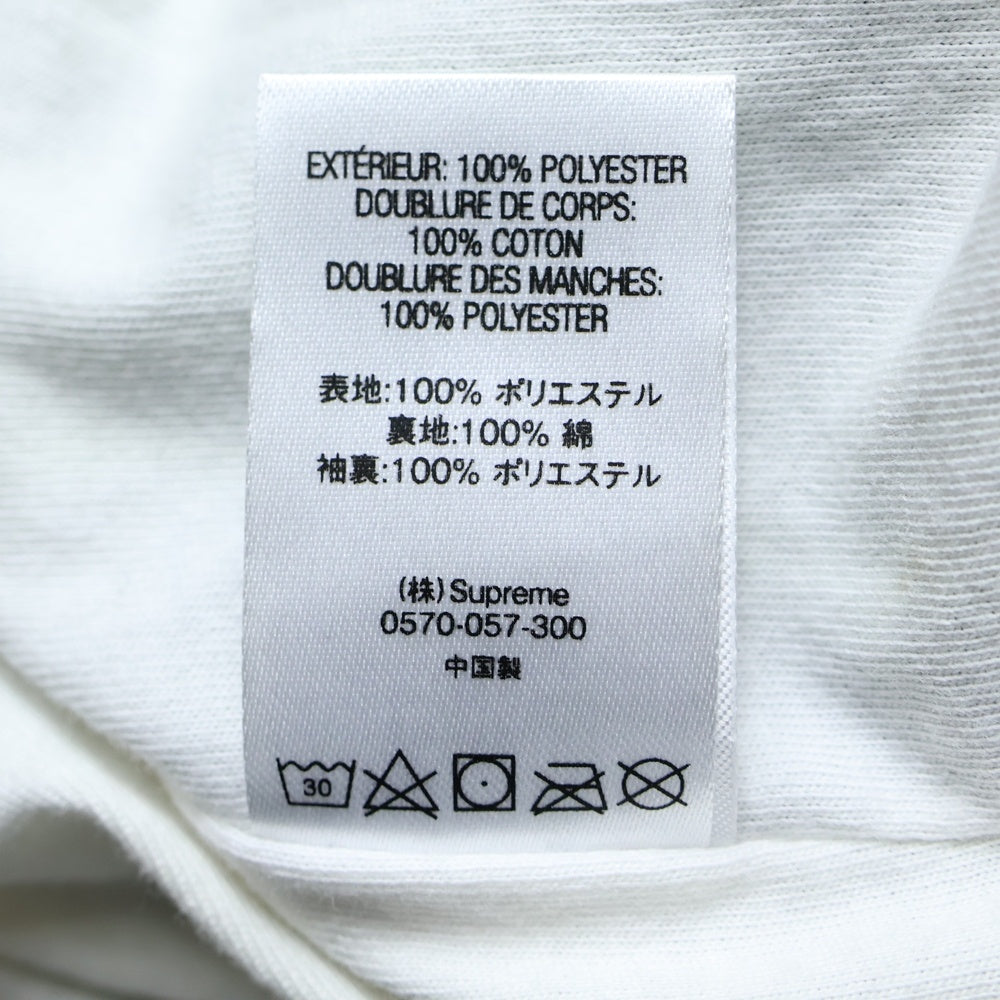 EXTÉRIEUR: 100% POLYESTER
DOUBLURE DE CORPS:
100% COTON
DOUBLURE DES MANCHES:
100% POLYESTER
表地:100% ポリエステル
裏地:100% 綿
袖裏:100% ポリエステル
(株)Supreme
0570-057-300
中国製
30